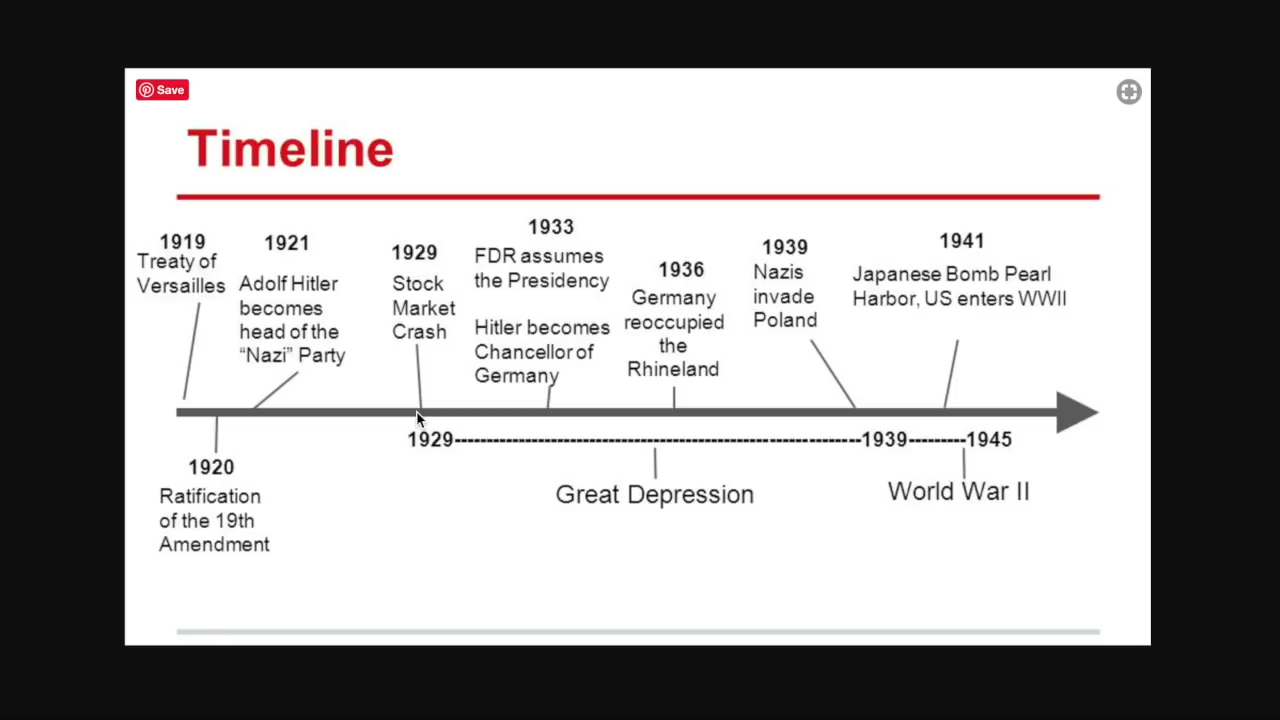 Save
Timeline
1919
Treaty of
Versailles
1921
Adolf Hitler
becomes
head of the
“Nazi” Party
1929
Stock
Market
Crash
1933
FDR assumes
the Presidency
Hitler becomes
Chancellor of
Germany
1936
Germany
reoccupied
the
Rhineland
1939
Nazis
invade
Poland
1941
Japanese Bomb Pearl
Harbor, US enters WWII
1929--------------------------------------------------------------------1939---------1945
Great Depression
World War II
1920
Ratification
of the 19th
Amendment